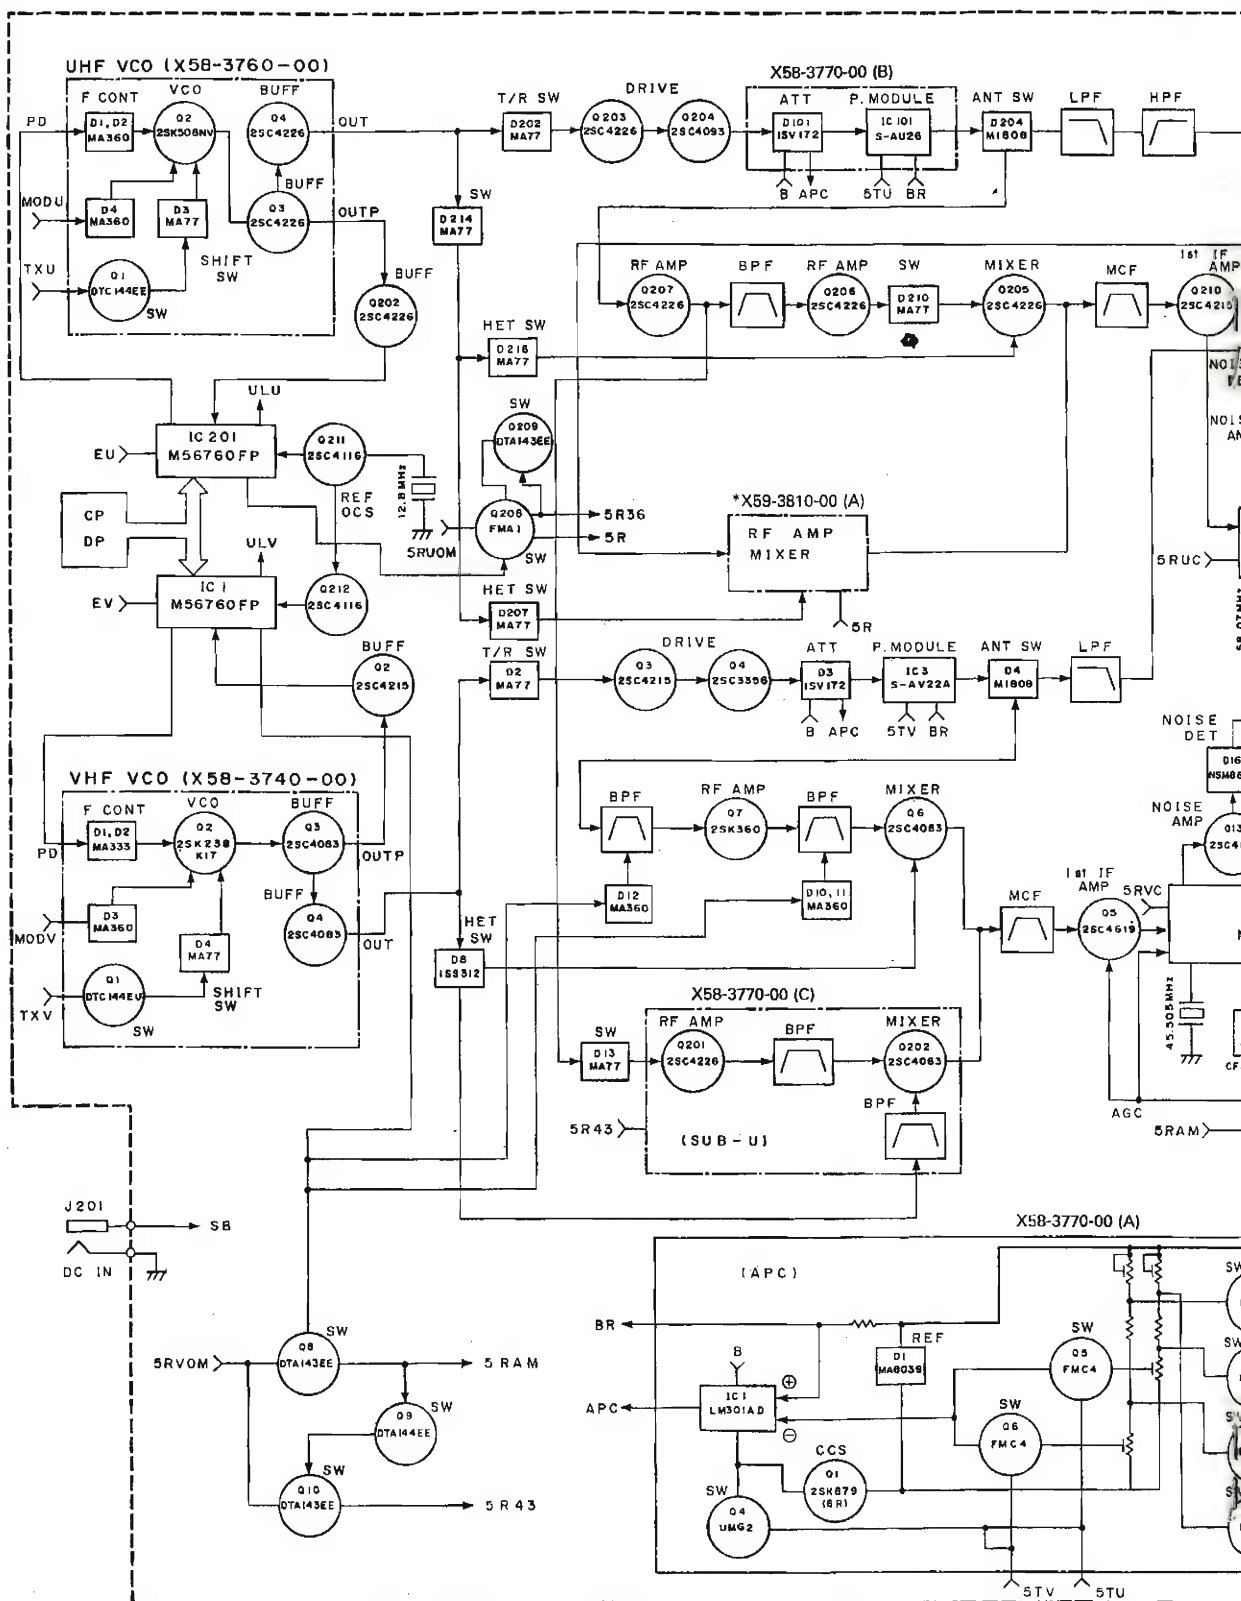 UHF VCO (X58-3760-00)
F CONT
VCO
BUFF
PD
D1, D2
MA360
Q2
2SK508NV
Q4
2SC4226
OUT
MODU
D4
MA360
D3
MA77
BUFF
Q3
2SC4226
OUTP
TXU
Q1
DTC144EE
SW
SHIFT
SW
BUFF
Q202
2SC4226
T/R SW
D202
MA77
DRIVE
Q203
2SC4226
Q204
2SC4093
X58-3770-00 (B)
ATT
P. MODULE
D101
1SV172
IC101
S-AU26
B
APC
5TU
BR
ANT SW
D204
MI808
LPF
HPF
SW
D214
MA77
RF AMP
Q207
2SC4226
BPF
RF AMP
Q206
2SC4226
SW
D210
MA77
MIXER
Q205
2SC4226
MCF
1st IF
AMP
Q210
2SC4215
HET SW
D216
MA77
ULU
IC201
M56760FP
EU
Q211
2SC4116
REF
OCS
12.8MHz
CP
DP
ULV
IC1
M56760FP
EV
Q212
2SC4116
SW
Q209
DTA143EE
Q208
FMA1
SW
5RUOM
5R36
5R
*X59-3810-00 (A)
RF AMP
MIXER
5R
5RUC
HET SW
D207
MA77
T/R SW
D2
MA77
BUFF
Q2
2SC4215
DRIVE
Q3
2SC4215
Q4
2SC3356
ATT
D3
1SV172
B
APC
P. MODULE
IC3
S-AV22A
5TV
BR
ANT SW
D4
MI808
LPF
NOISE
DET
D16
NOISE
AMP
VHF VCO (X58-3740-00)
F CONT
VCO
BUFF
PD
D1, D2
MA333
Q2
2SK238
K17
Q3
2SC4083
OUTP
MODV
D3
MA360
D4
MA77
BUFF
Q4
2SC4083
OUT
TXV
Q1
DTC144EU
SW
SHIFT
SW
BPF
RF AMP
Q7
2SK360
BPF
MIXER
Q6
2SC4083
D12
MA360
D10, 11
MA360
HET
SW
D8
1SS312
MCF
1st IF
AMP
Q5
2SC4619
5RVC
45.505MHz
AGC
5RAM
X58-3770-00 (C)
SW
D13
MA77
RF AMP
Q201
2SC4226
BPF
MIXER
Q202
2SC4083
BPF
5R43
(SUB-U)
J201
SB
DC IN
5RVOM
SW
Q8
DTA143EE
5RAM
Q9
DTA144EE
SW
SW
Q10
DTA143EE
5R43
X58-3770-00 (A)
(APC)
BR
B
IC1
LM301AD
⊕
⊖
APC
REF
D1
MA8039
SW
Q5
FMC4
SW
Q6
FMC4
CCS
Q1
2SK879
(GR)
SW
Q4
UMG2
5TV
5TU
SW